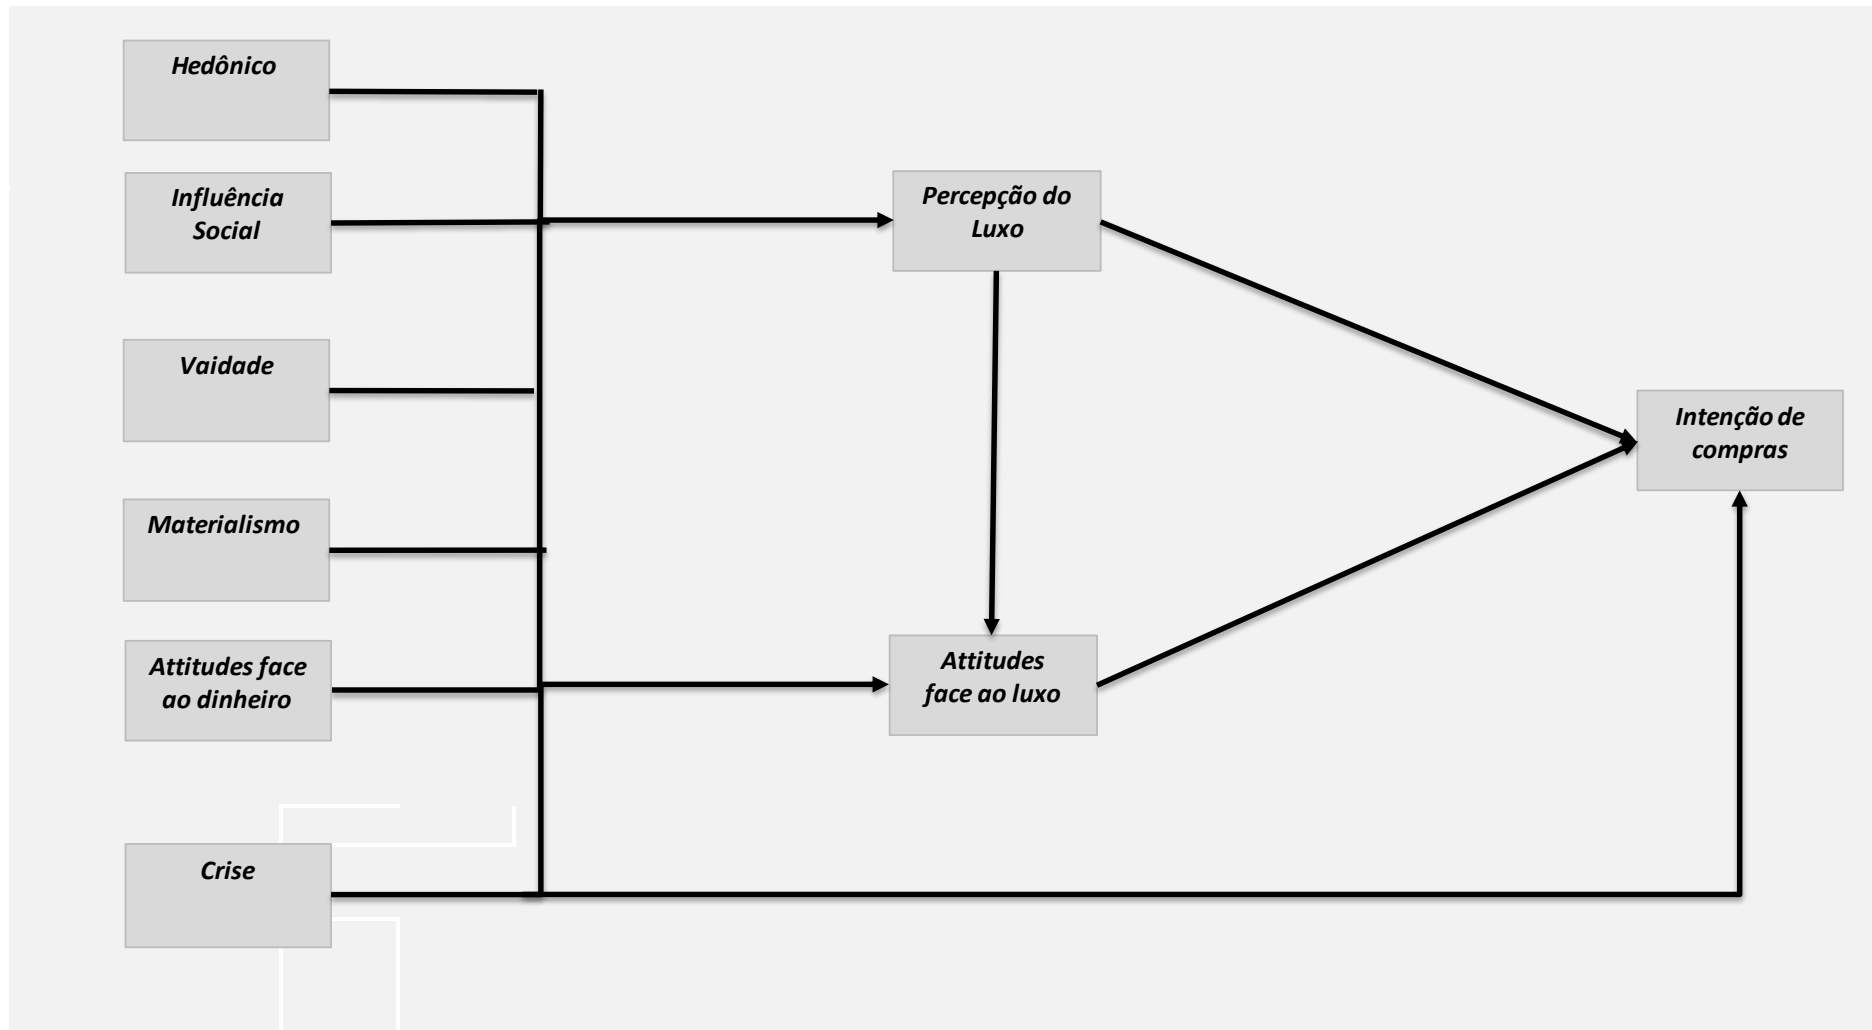 Hedônico
Influência
Social
Vaidade
Materialismo
Attitudes face
ao dinheiro
Crise
Percepção do
Luxo
Attitudes
face ao luxo
Intenção de
compras